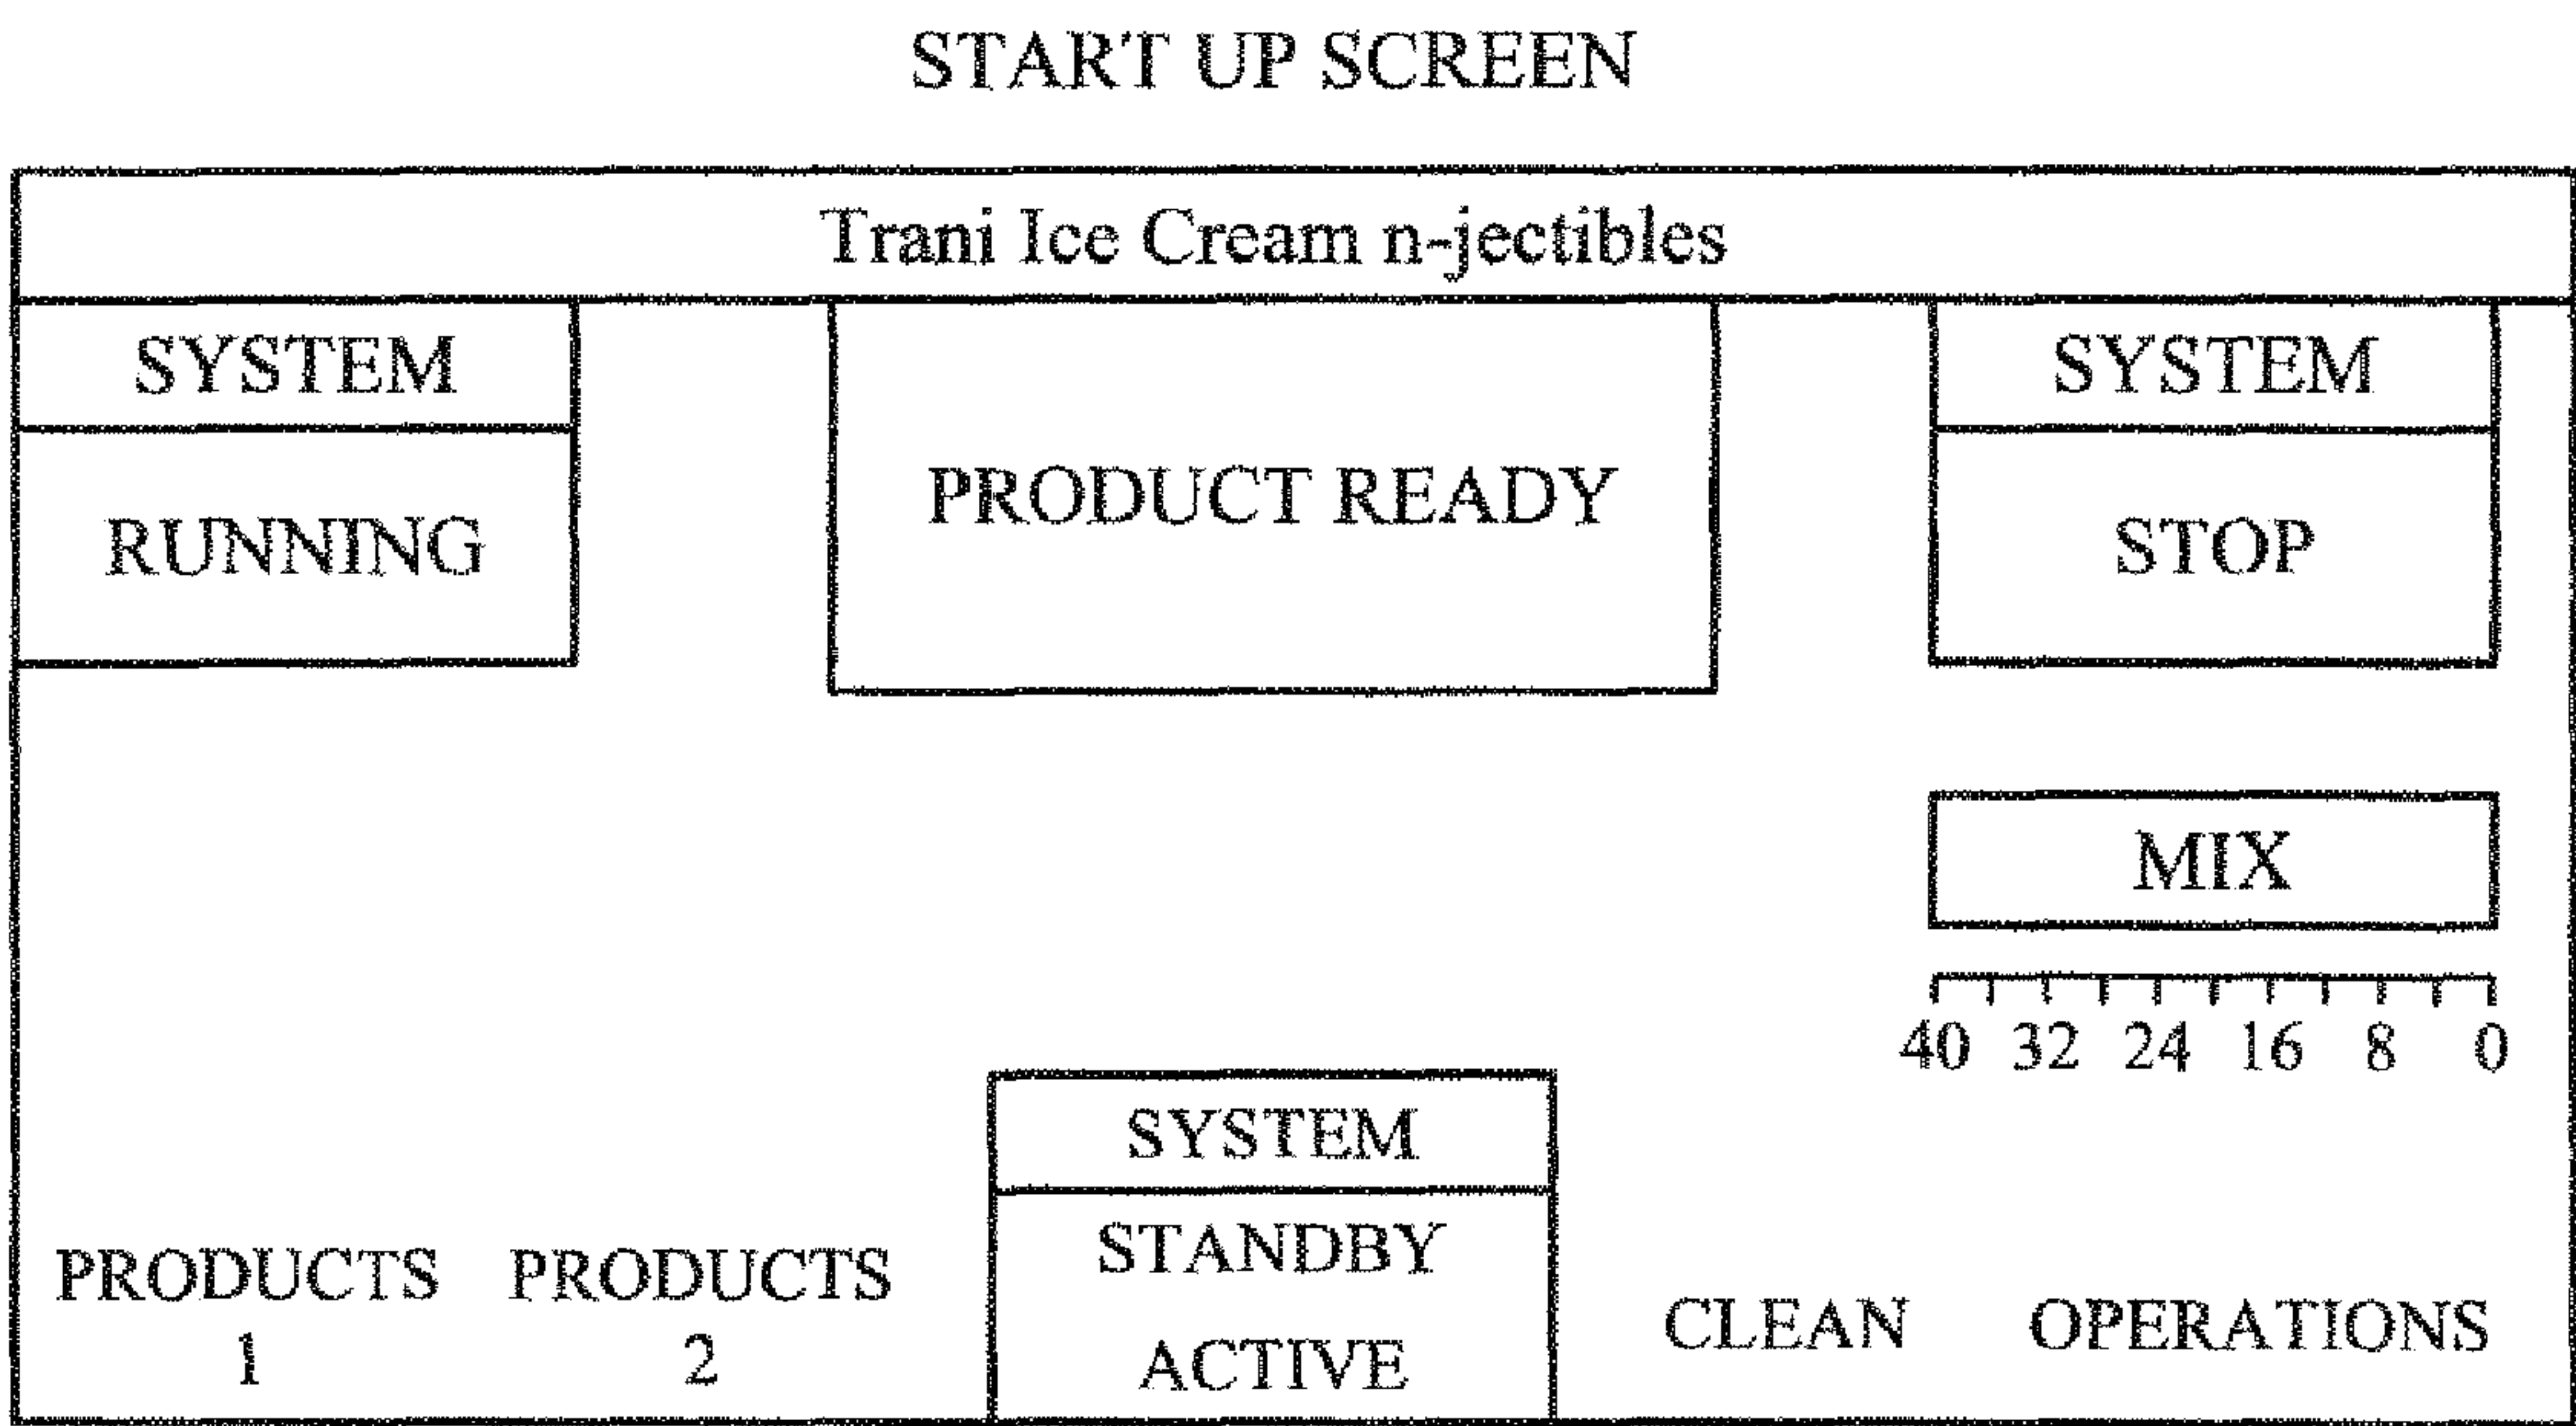 START UP SCREEN
Trani Ice Cream n-jectibles
SYSTEM
RUNNING
PRODUCT READY
SYSTEM
STOP
MIX
40 32 24 16 8 0
SYSTEM
STANDBY
ACTIVE
PRODUCTS
1
PRODUCTS
2
CLEAN
OPERATIONS